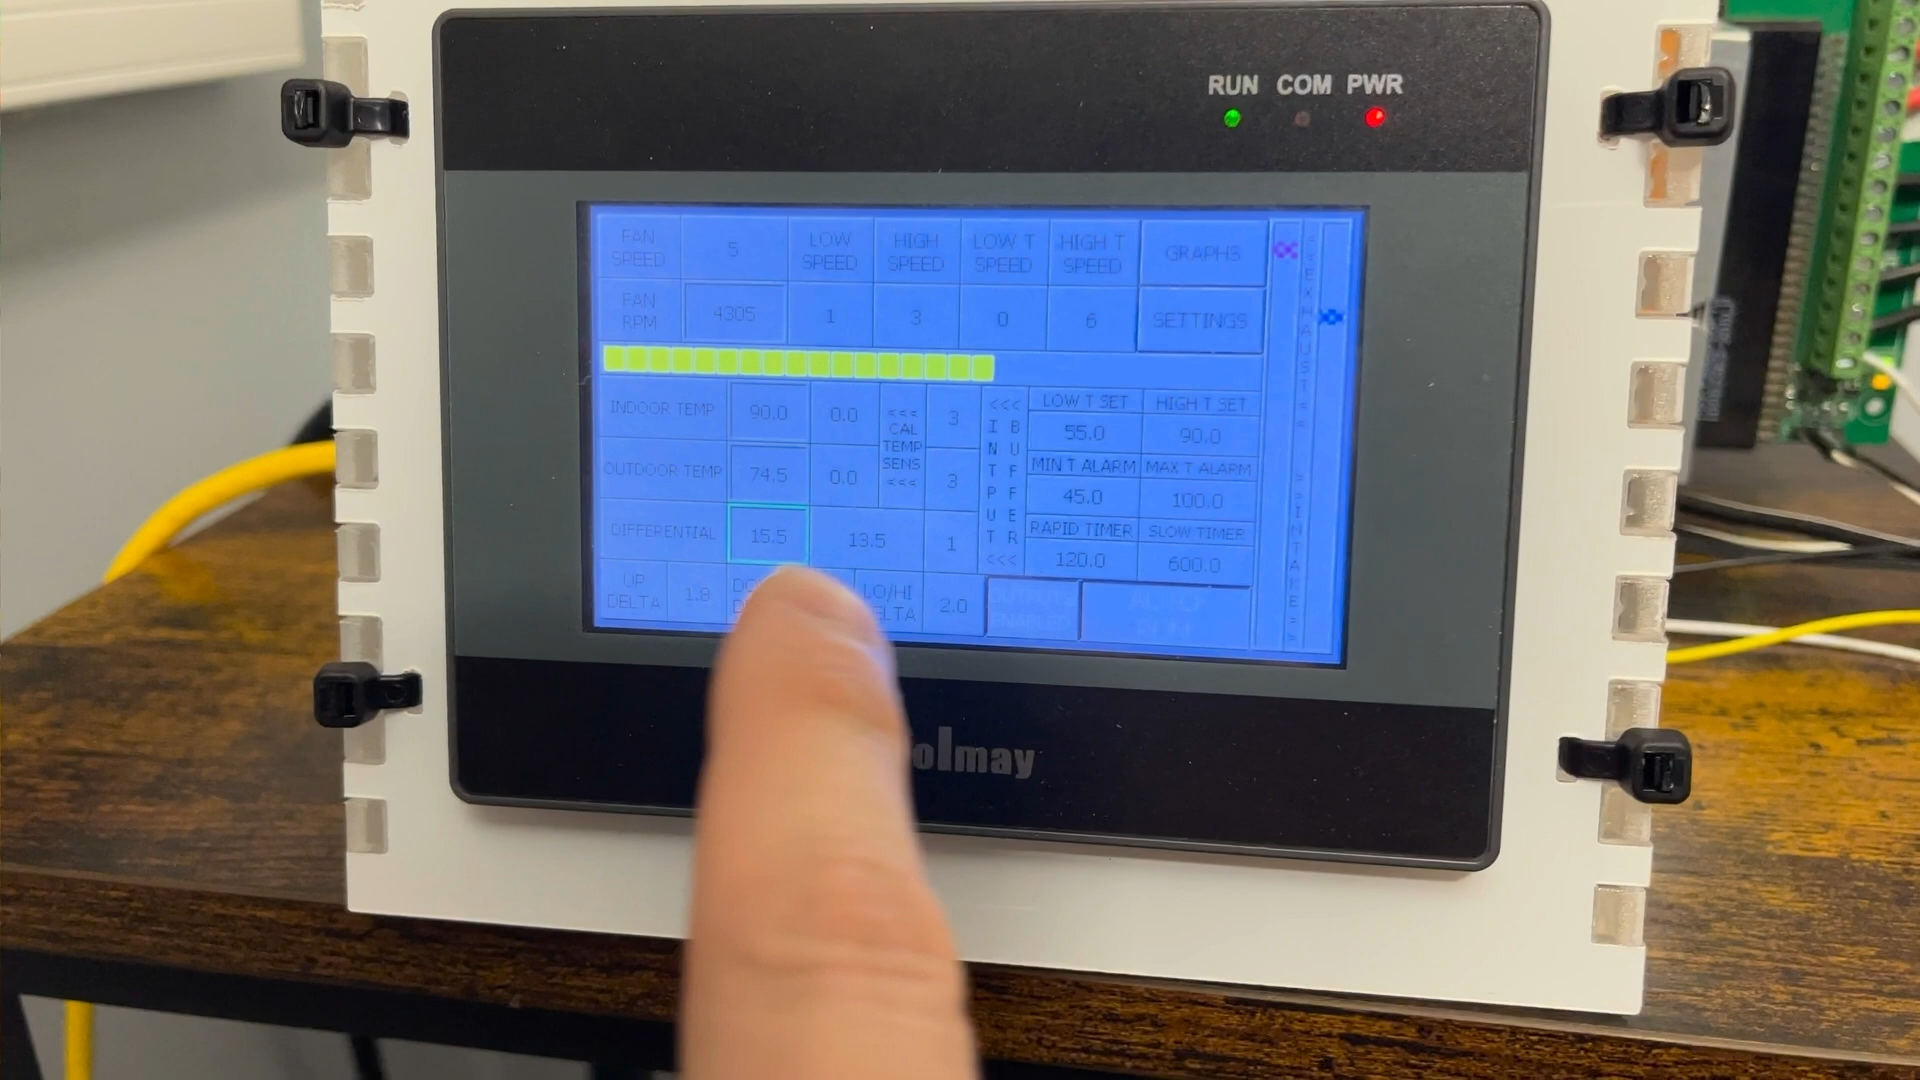 RUN COM PWR
FAN SPEED 5 LOW SPEED HIGH SPEED LOW T SPEED HIGH T SPEED GRAPHS
FAN RPM 4305 1 3 0 6 SETTINGS
INDOOR TEMP 90.0 0.0 3
OUTDOOR TEMP 74.5 0.0 3
DIFFERENTIAL 15.5 13.5 1
<<< CAL TEMP SENS <<<
<<< INTPUT BUFFER <<<
LOW T SET HIGH T SET
55.0 90.0
MIN T ALARM MAX T ALARM
45.0 100.0
RAPID TIMER SLOW TIMER
120.0 600.0
UP DELTA 1.8 LO/HI 2.0
EXHAUST
INTAKE
olmay